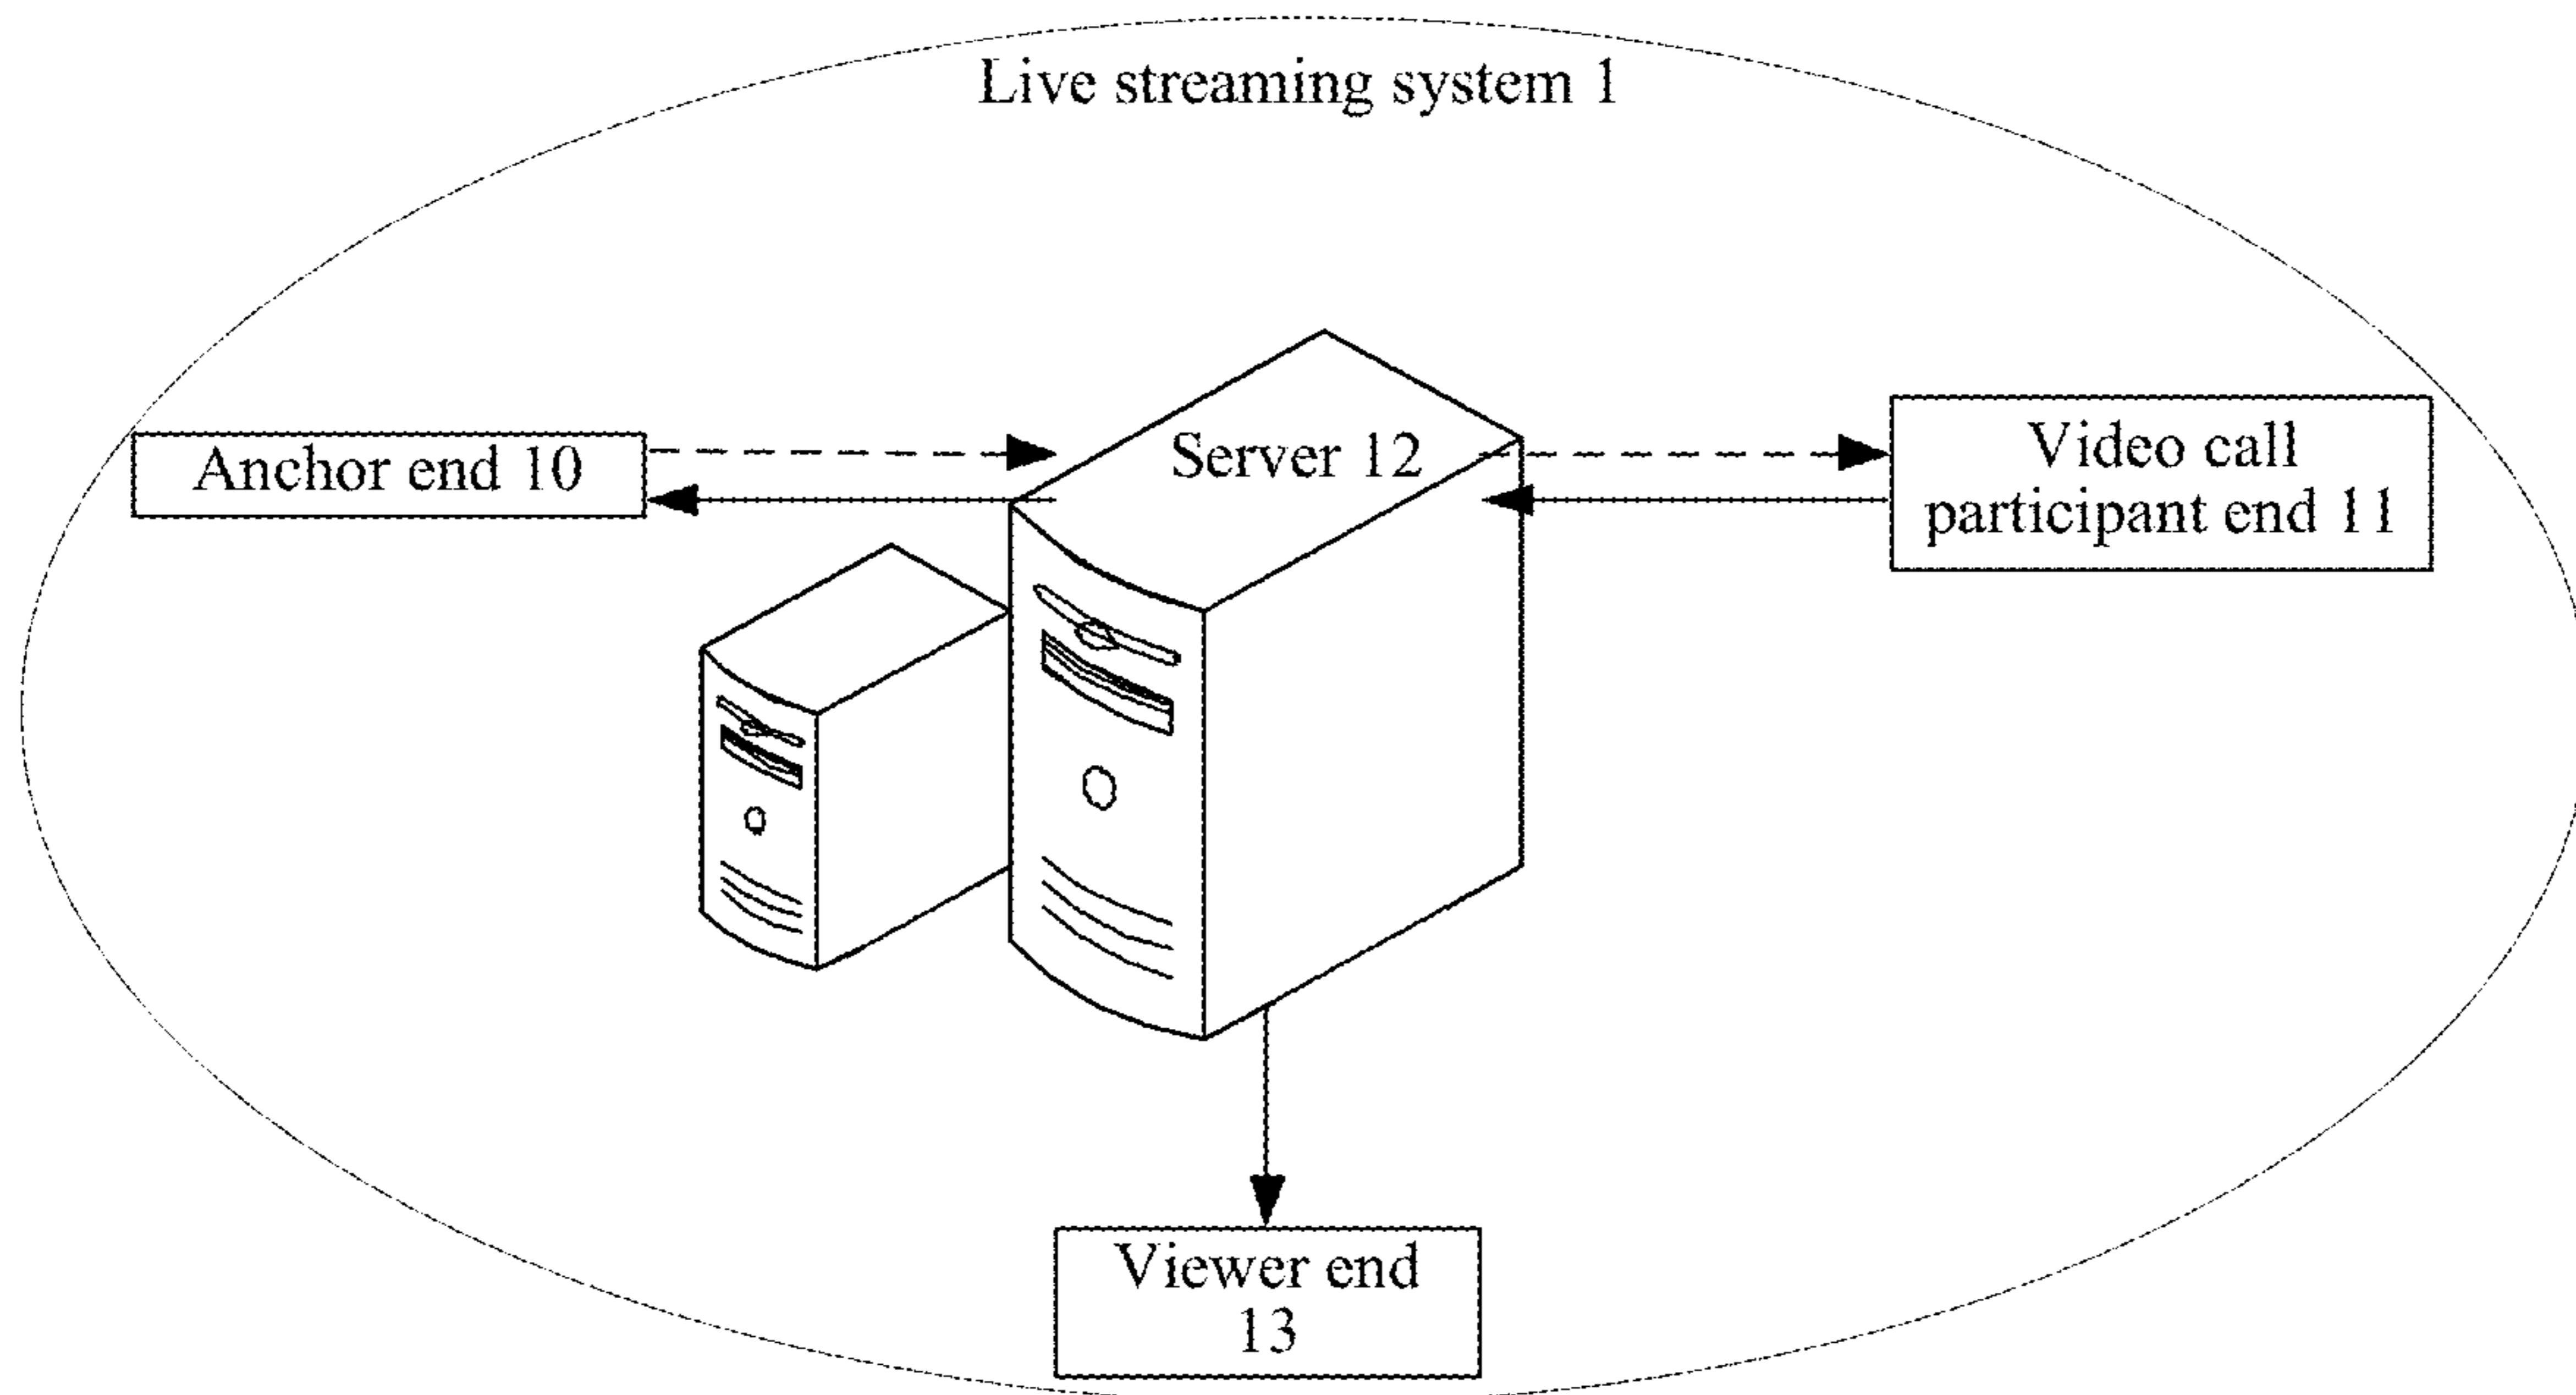 Live streaming system 1
Anchor end 10
Server 12
Video call
participant end 11
Viewer end
13